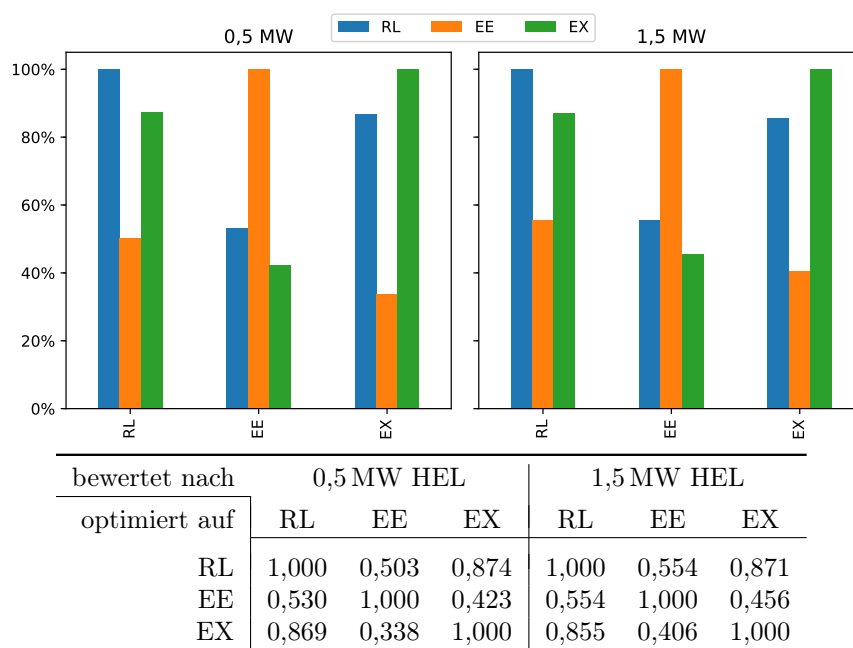 RL EE EX
0,5 MW 1,5 MW
100%
80%
60%
40%
20%
0%
RL EE EX RL EE EX
bewertet nach 0,5 MW HEL 1,5 MW HEL
optimiert auf RL EE EX RL EE EX
RL 1,000 0,503 0,874 1,000 0,554 0,871
EE 0,530 1,000 0,423 0,554 1,000 0,456
EX 0,869 0,338 1,000 0,855 0,406 1,000